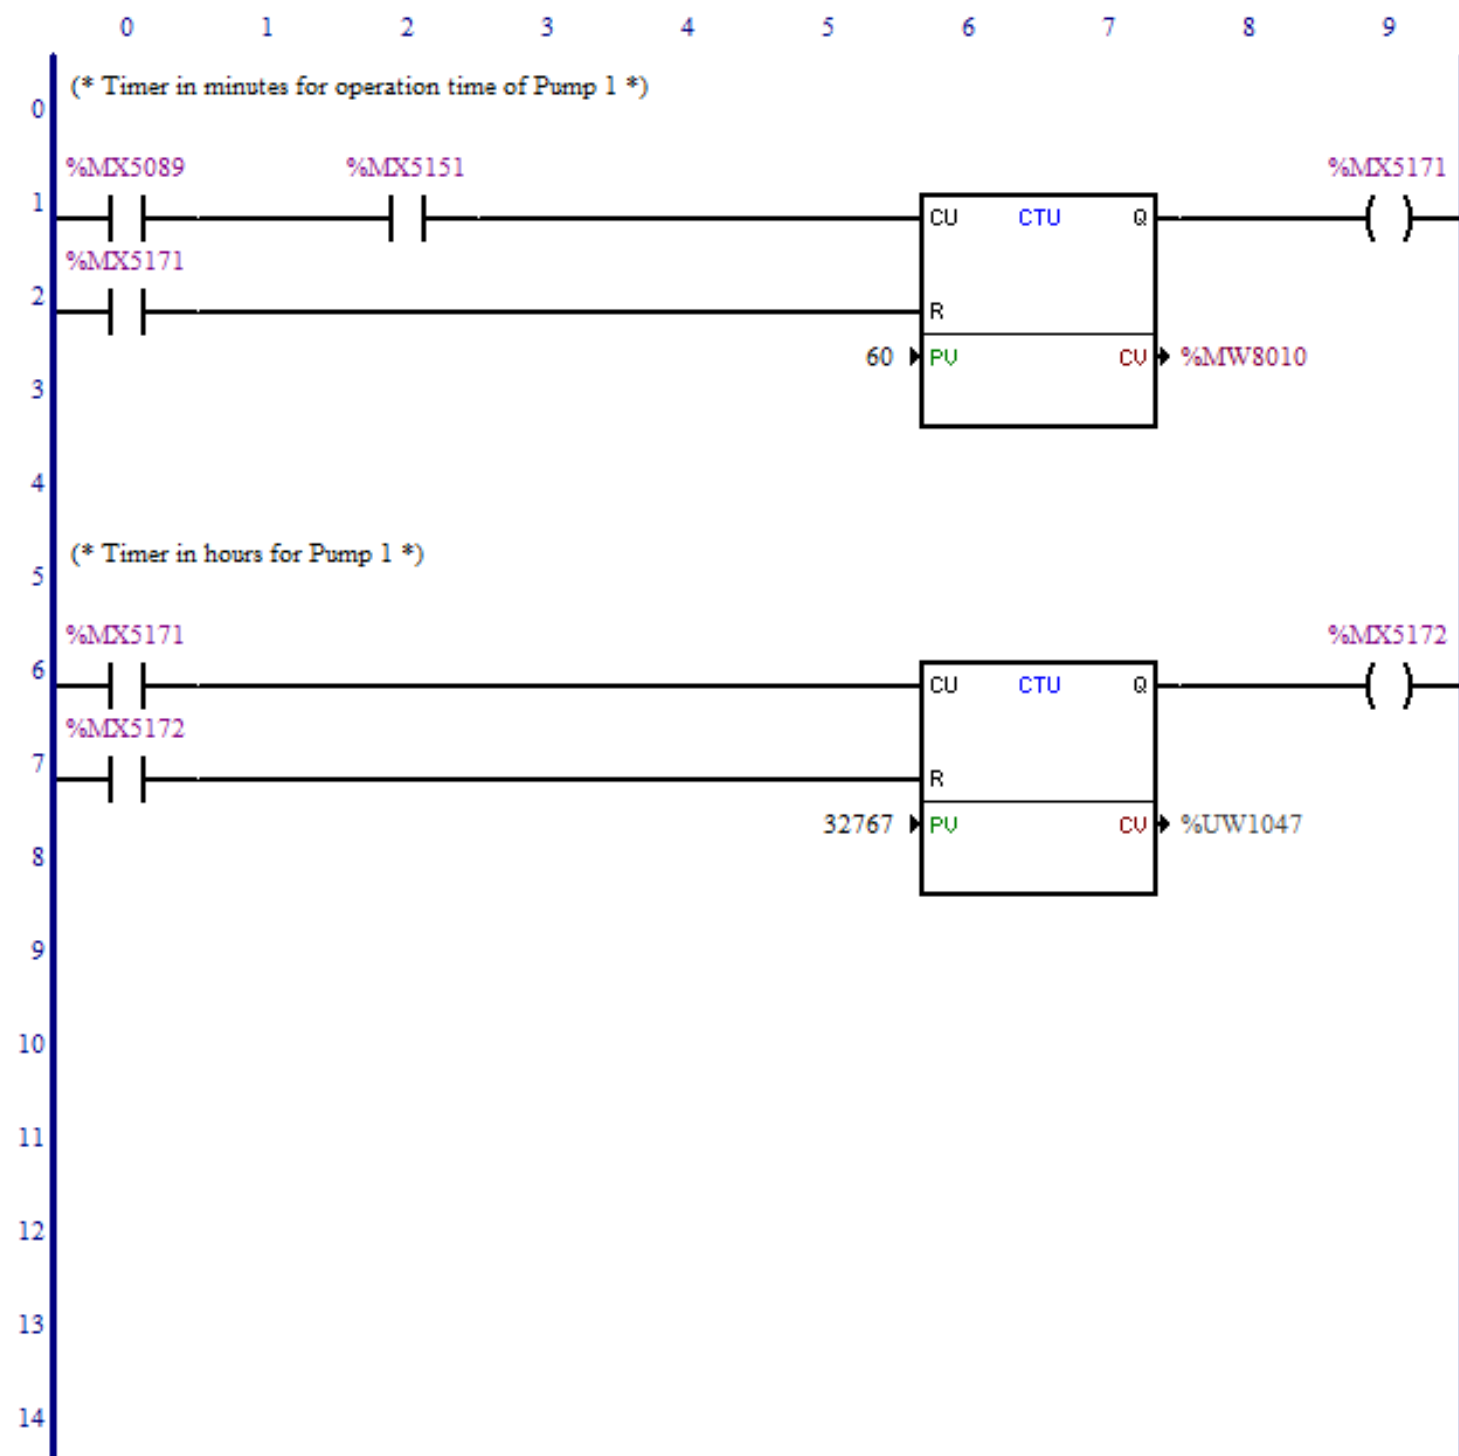 0 1 2 3 4 5 6 7 8 9
(* Timer in minutes for operation time of Pump 1 *)
0
%MX5089 %MX5151 %MX5171
1
CU CTU Q
%MX5171
2
R
60 PV CV %MW8010
3
4
(* Timer in hours for Pump 1 *)
5
%MX5171 %MX5172
6
CU CTU Q
%MX5172
7
R
32767 PV CV %UW1047
8
9
10
11
12
13
14